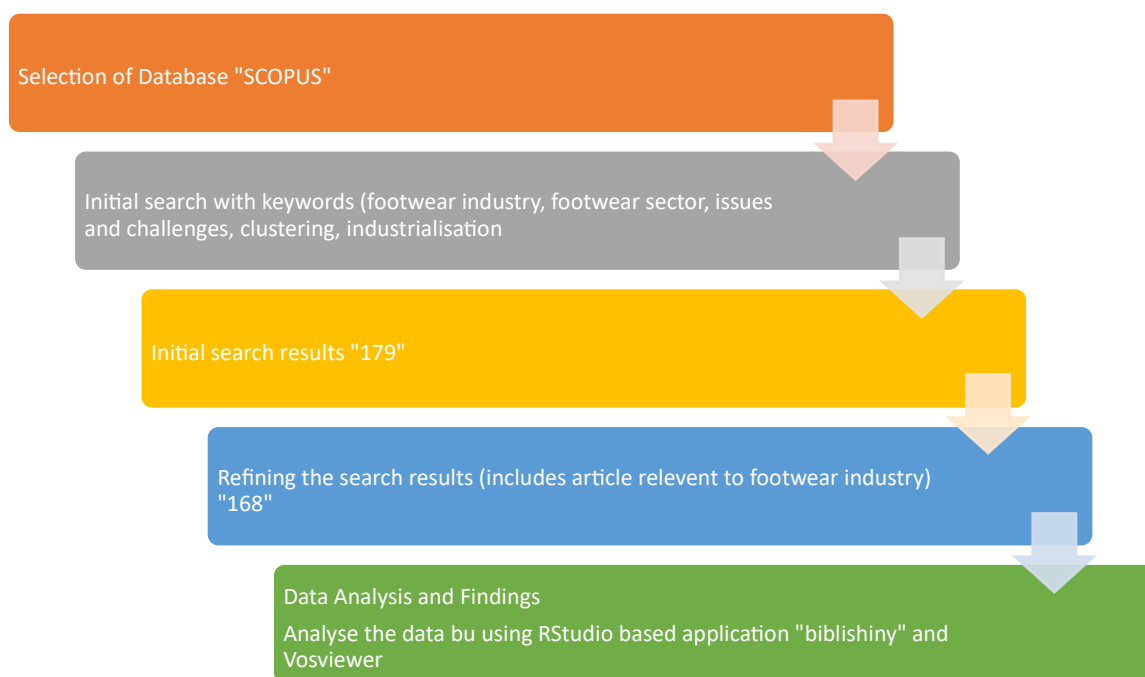 Selection of Database "SCOPUS"
Initial search with keywords (footwear industry, footwear sector, issues
and challenges, clustering, industrialisation
Initial search results "179"
Refining the search results (includes article relevent to footwear industry)
"168"
Data Analysis and Findings
Analyse the data bu using RStudio based application "biblishiny" and
Vosviewer